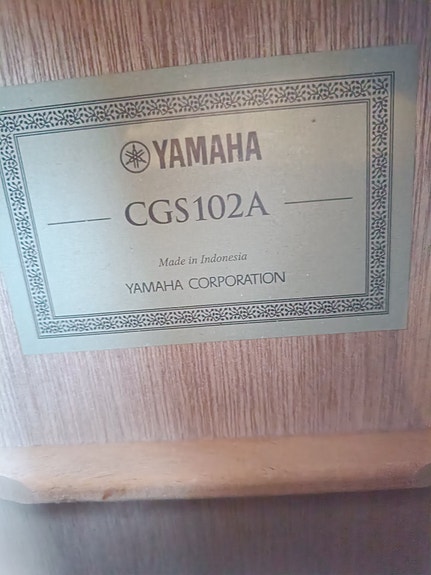 YAMAHA
CGS102A
Made in Indonesia
YAMAHA CORPORATION